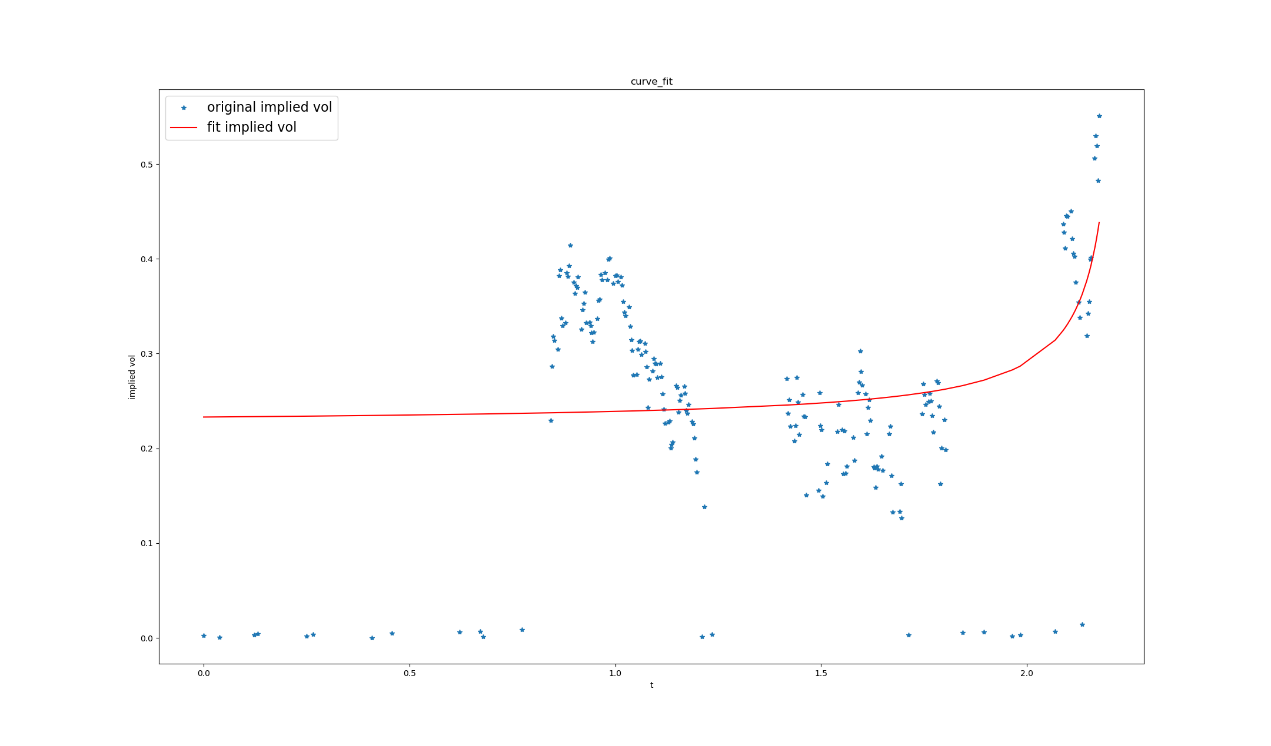 curve_fit
original implied vol
fit implied vol
implied vol
0.5
0.4
0.3
0.2
0.1
0.0
0.0 0.5 1.0 1.5 2.0
t